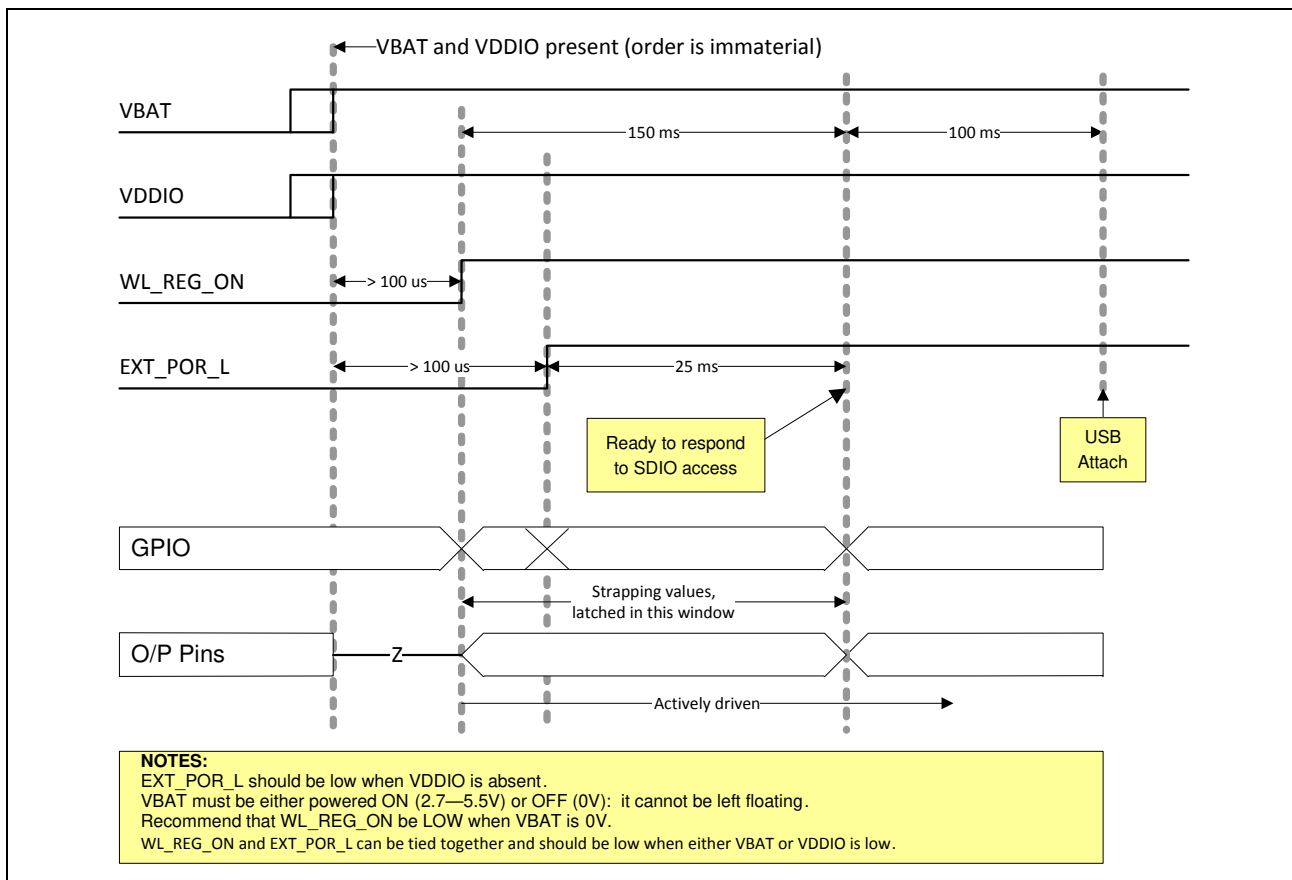 VBAT and VDDIO present (order is immaterial)
VBAT
150 ms
100 ms
VDDIO
WL_REG_ON
> 100 us
EXT_POR_L
> 100 us
25 ms
Ready to respond
to SDIO access
USB
Attach
GPIO
Strapping values,
latched in this window
O/P Pins
Z
Actively driven
NOTES:
EXT_POR_L should be low when VDDIO is absent.
VBAT must be either powered ON (2.7—5.5V) or OFF (0V): it cannot be left floating.
Recommend that WL_REG_ON be LOW when VBAT is 0V.
WL_REG_ON and EXT_POR_L can be tied together and should be low when either VBAT or VDDIO is low.